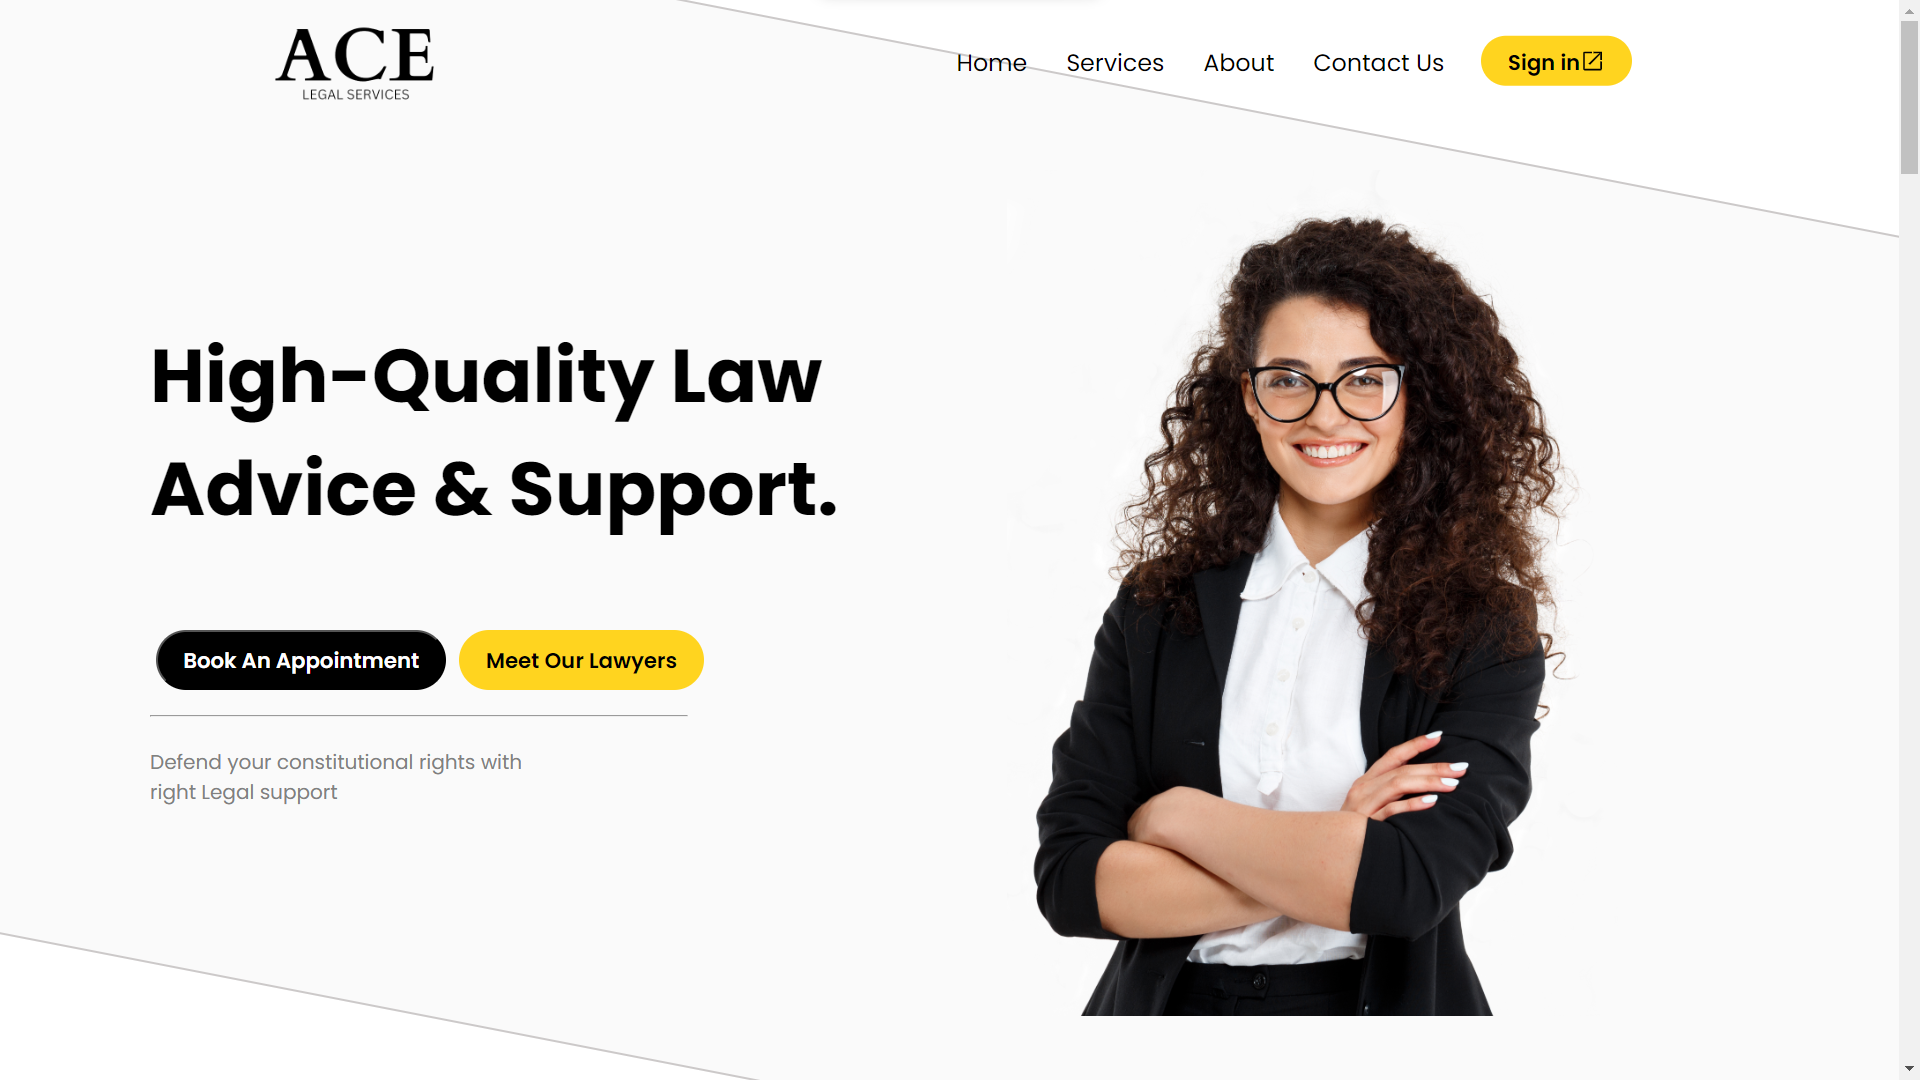 ACE
LEGAL SERVICES
Home
Services
About
Contact Us
Sign in
High-Quality Law
Advice & Support.
Book An Appointment
Meet Our Lawyers
Defend your constitutional rights with
right Legal support